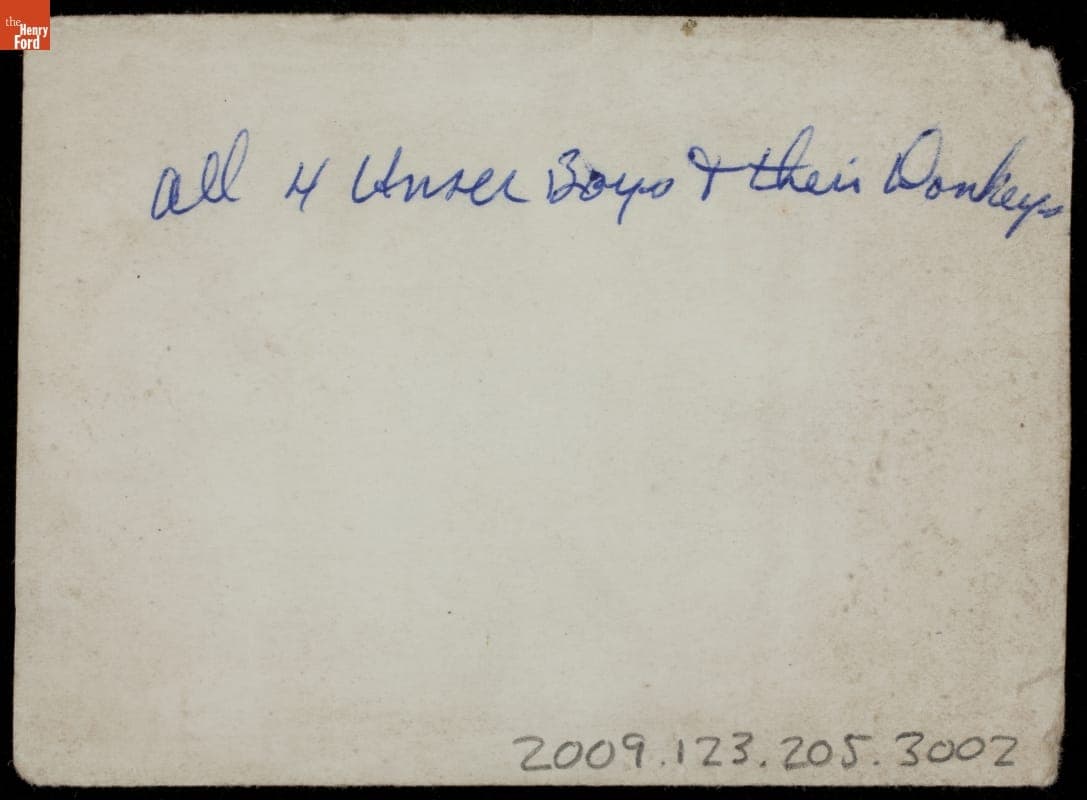 the
Henry
Ford
all 4 Unser Boys & their Donkeys
2009.123.205.3002